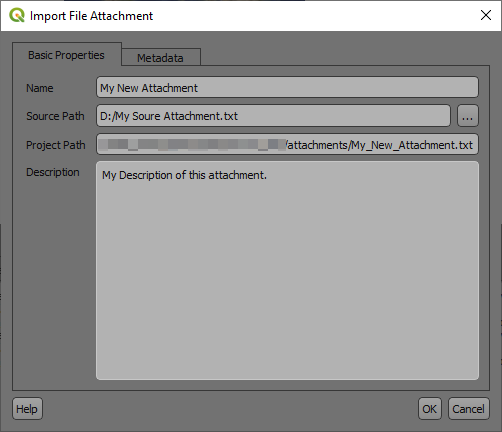 Import File Attachment
Basic Properties
Metadata
Name
My New Attachment
Source Path
D:/My Soure Attachment.txt
...
Project Path
/attachments/My_New_Attachment.txt
Description
My Description of this attachment.
Help
OK
Cancel